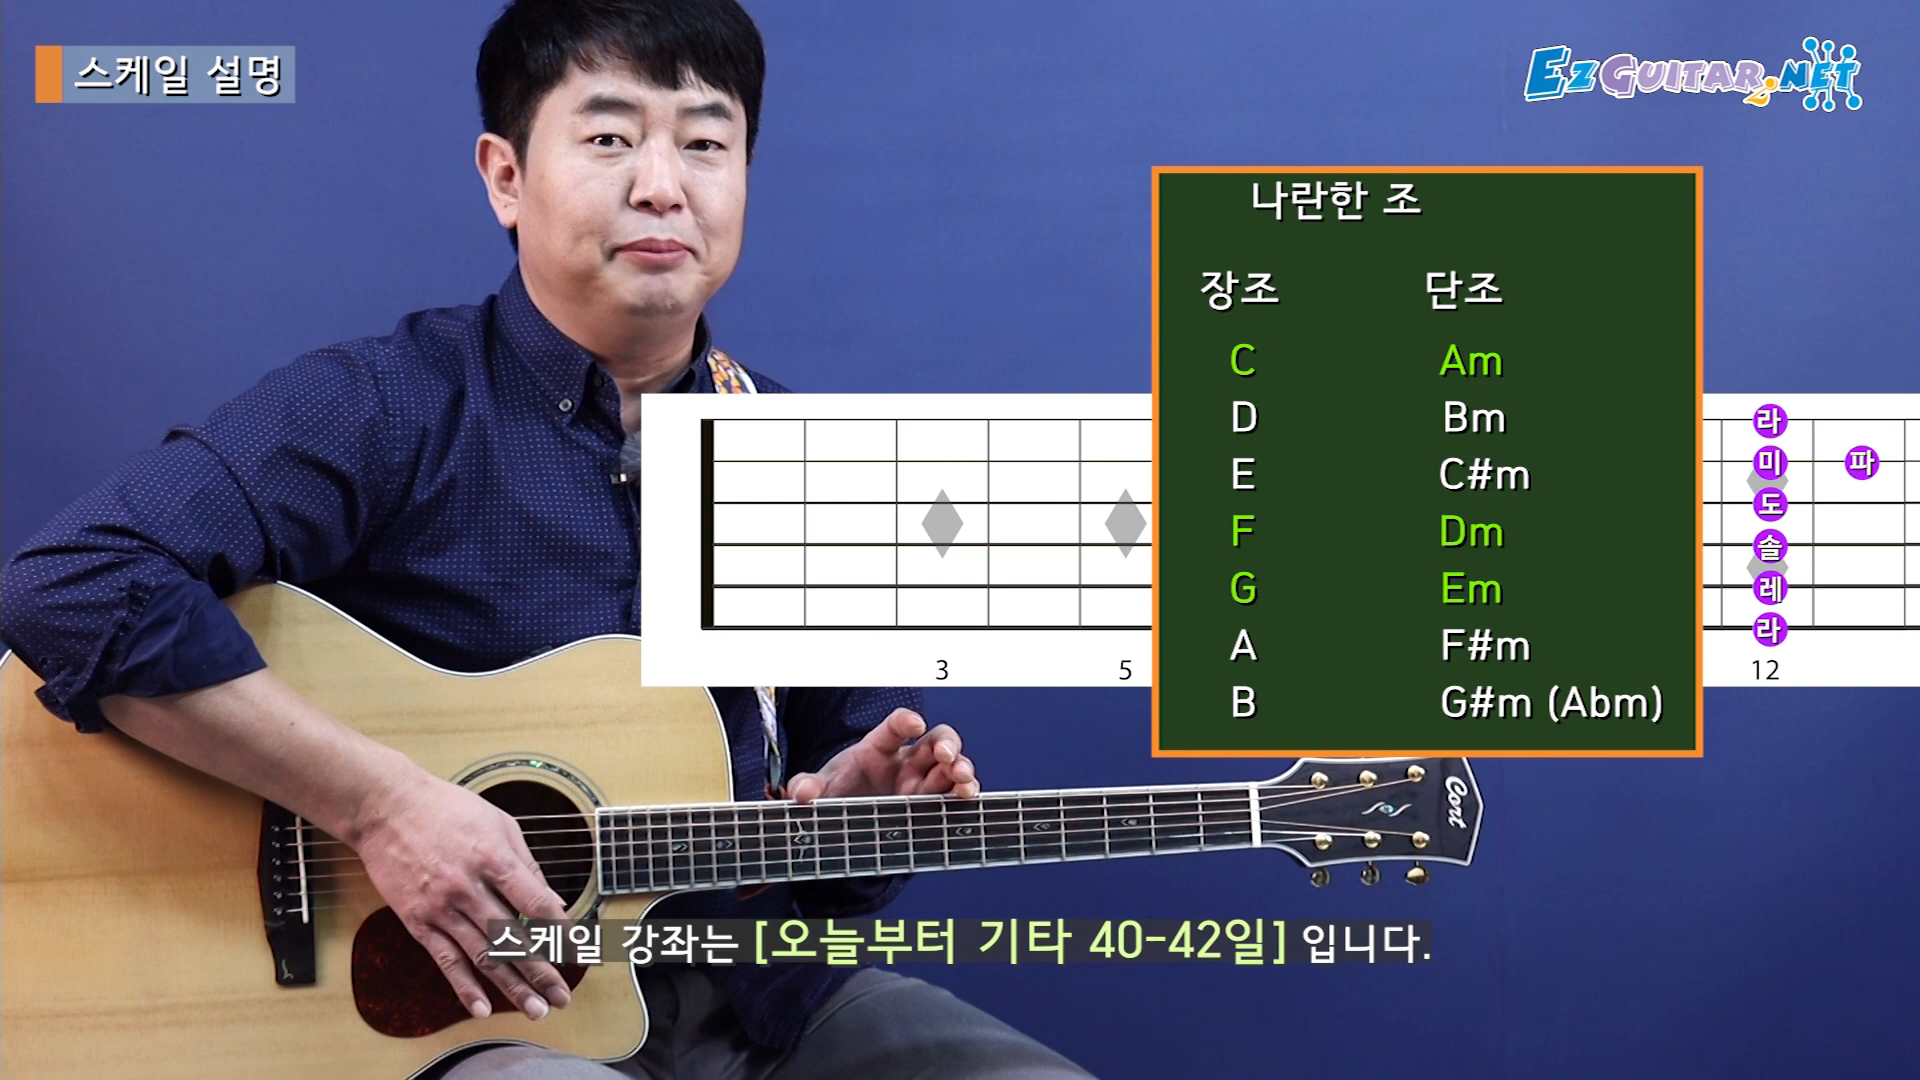 스케일 설명
EZGUITAR2.NET
나란한 조
장조 단조
C Am
D Bm
E C#m
F Dm
G Em
A F#m
B G#m (Abm)
라
미 파
도
솔
레
라
3 5 12
Cort
스케일 강좌는 [오늘부터 기타 40-42일] 입니다.